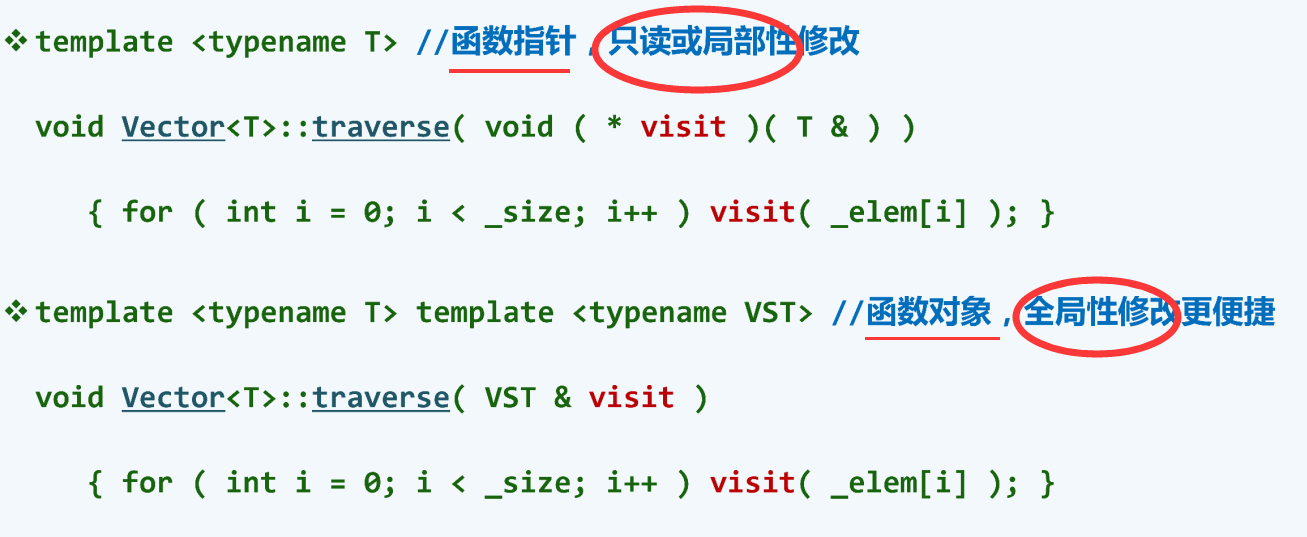 ❖ template <typename T> //函数指针，只读或局部性修改
void Vector<T>::traverse( void ( * visit )( T & ) )
{ for ( int i = 0; i < _size; i++ ) visit( _elem[i] ); }
❖ template <typename T> template <typename VST> //函数对象，全局性修改更便捷
void Vector<T>::traverse( VST & visit )
{ for ( int i = 0; i < _size; i++ ) visit( _elem[i] ); }